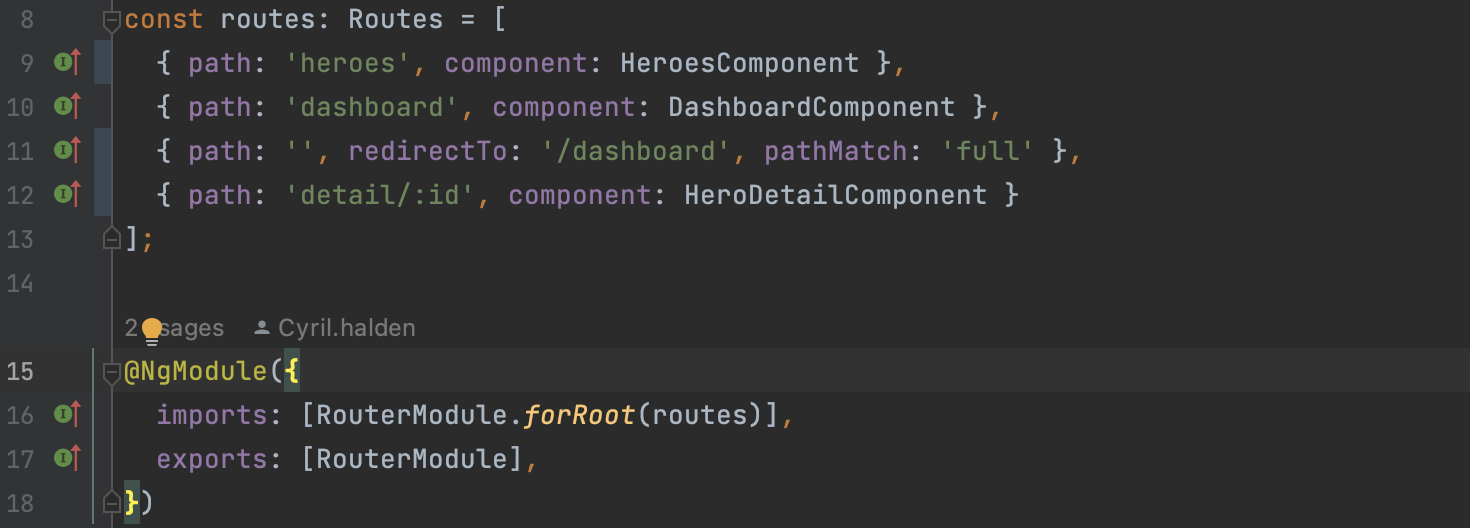 8 const routes: Routes = [
9 { path: 'heroes', component: HeroesComponent },
10 { path: 'dashboard', component: DashboardComponent },
11 { path: '', redirectTo: '/dashboard', pathMatch: 'full' },
12 { path: 'detail/:id', component: HeroDetailComponent }
13 ];
14
2 sages Cyril.halden
15 @NgModule({
16 imports: [RouterModule.forRoot(routes)],
17 exports: [RouterModule],
18 })